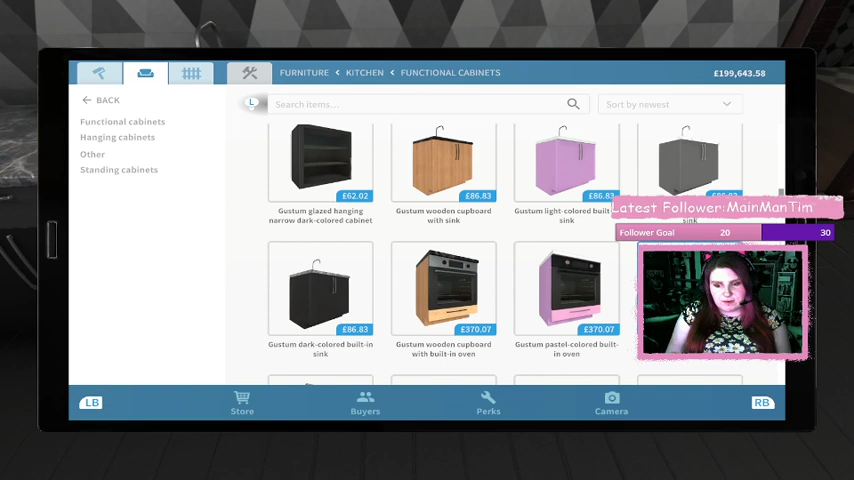 FURNITURE < KITCHEN < FUNCTIONAL CABINETS
£199,643.58
BACK
L
Search items...
Sort by newest
Functional cabinets
Hanging cabinets
Other
Standing cabinets
£62.02
£86.83
£86.83
Gustum glazed hanging
narrow dark-colored cabinet
Gustum wooden cupboard
with sink
Gustum light-colored
sink
sink
Latest Follower:MainManTim
Follower Goal 20 30
£86.83
£370.07
£370.07
Gustum dark-colored built-in
sink
Gustum wooden cupboard
with built-in oven
Gustum pastel-colored built-
in oven
LB
Store
Buyers
Perks
Camera
RB